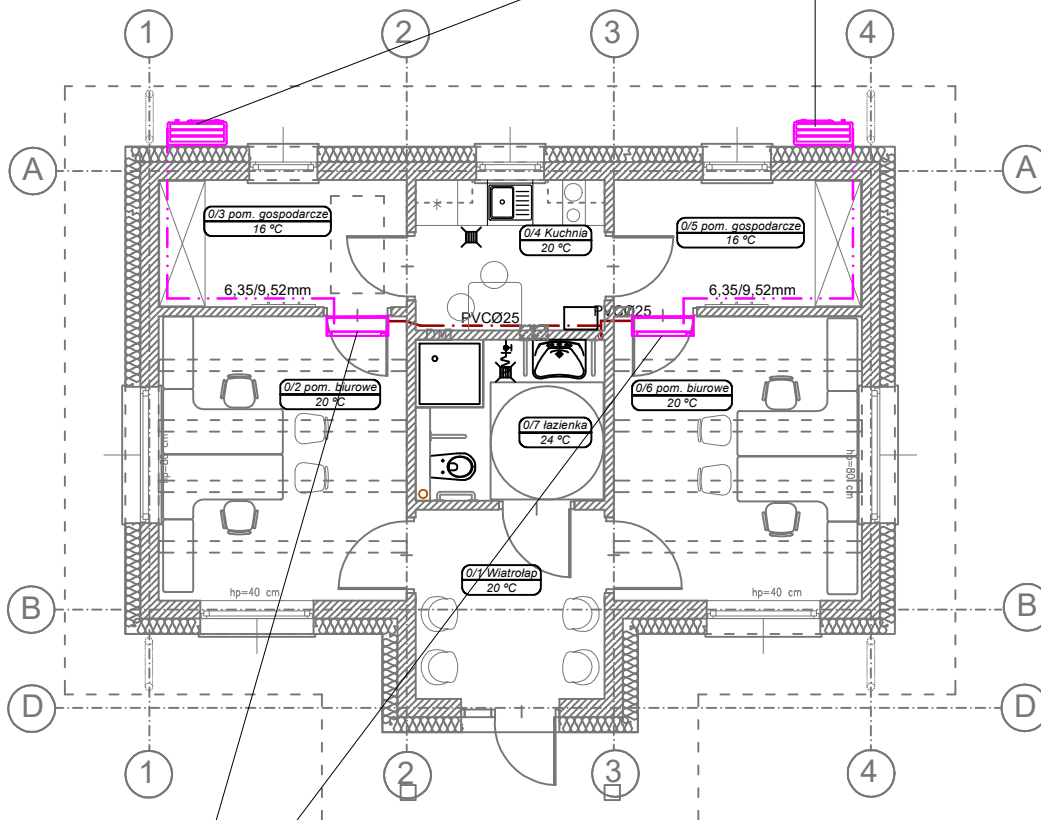 1
2
3
4
A
A
0/3 pom. gospodarcze
16 ºC
0/4 Kuchnia
20 ºC
0/5 pom. gospodarcze
16 ºC
6,35/9,52mm
6,35/9,52mm
PVCØ25
PVCØ25
0/2 pom. biurowe
20 ºC
0/6 pom. biurowe
20 ºC
0/7 łazienka
24 ºC
hp=80 cm
0/1 Wiatrołap
20 ºC
hp=40 cm
hp=40 cm
B
B
D
D
1
2
3
4